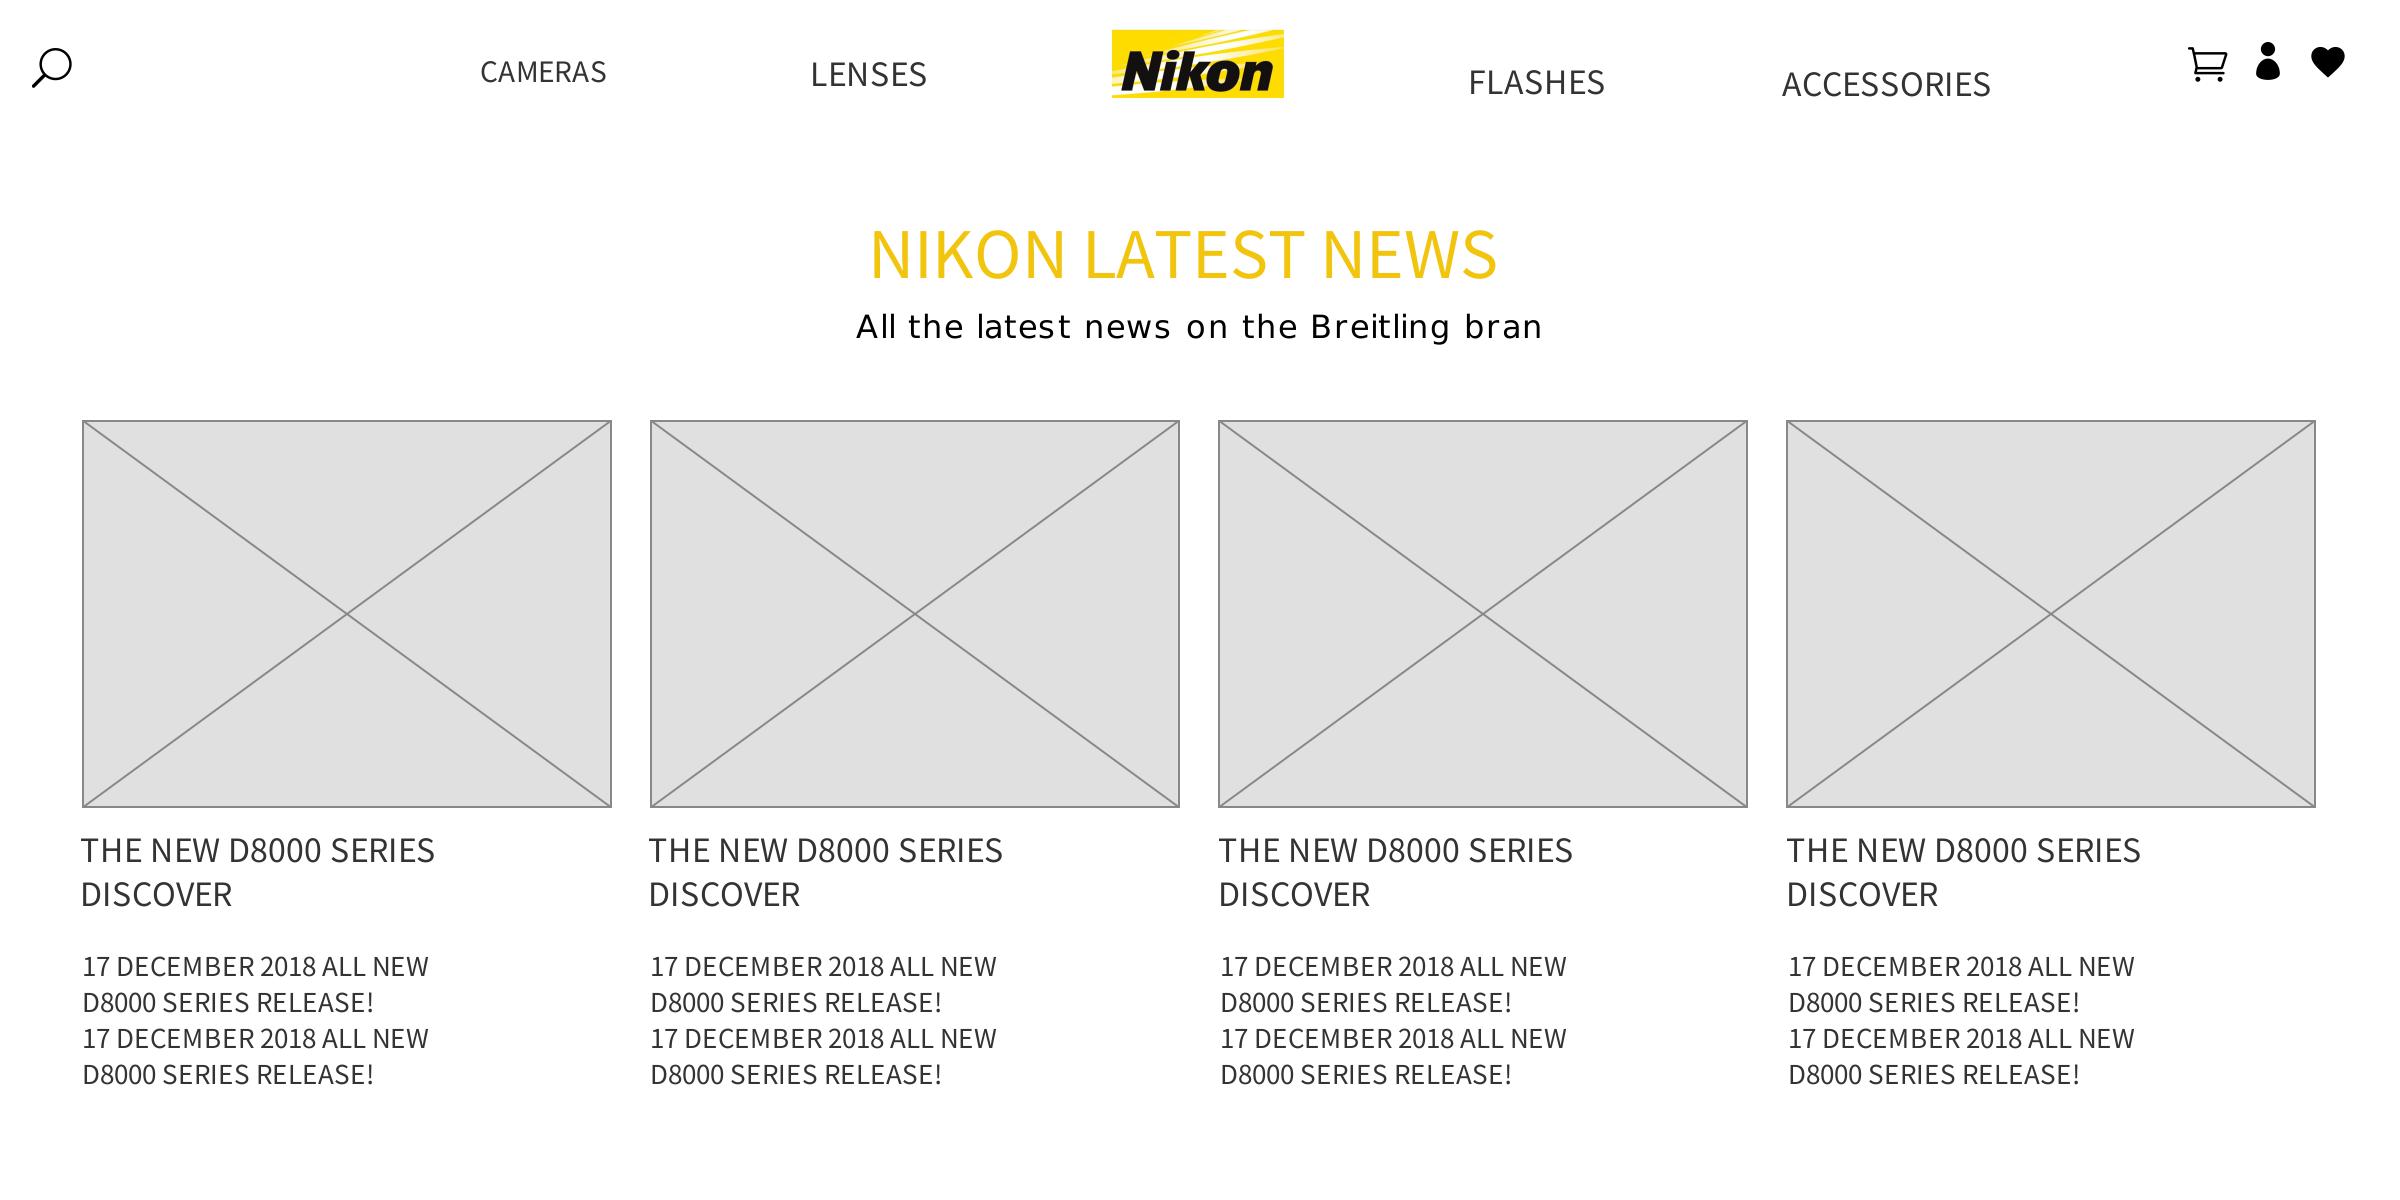 CAMERAS
LENSES
Nikon
FLASHES
ACCESSORIES
NIKON LATEST NEWS
All the latest news on the Breitling bran
THE NEW D8000 SERIES
DISCOVER
17 DECEMBER 2018 ALL NEW
D8000 SERIES RELEASE!
17 DECEMBER 2018 ALL NEW
D8000 SERIES RELEASE!
THE NEW D8000 SERIES
DISCOVER
17 DECEMBER 2018 ALL NEW
D8000 SERIES RELEASE!
17 DECEMBER 2018 ALL NEW
D8000 SERIES RELEASE!
THE NEW D8000 SERIES
DISCOVER
17 DECEMBER 2018 ALL NEW
D8000 SERIES RELEASE!
17 DECEMBER 2018 ALL NEW
D8000 SERIES RELEASE!
THE NEW D8000 SERIES
DISCOVER
17 DECEMBER 2018 ALL NEW
D8000 SERIES RELEASE!
17 DECEMBER 2018 ALL NEW
D8000 SERIES RELEASE!